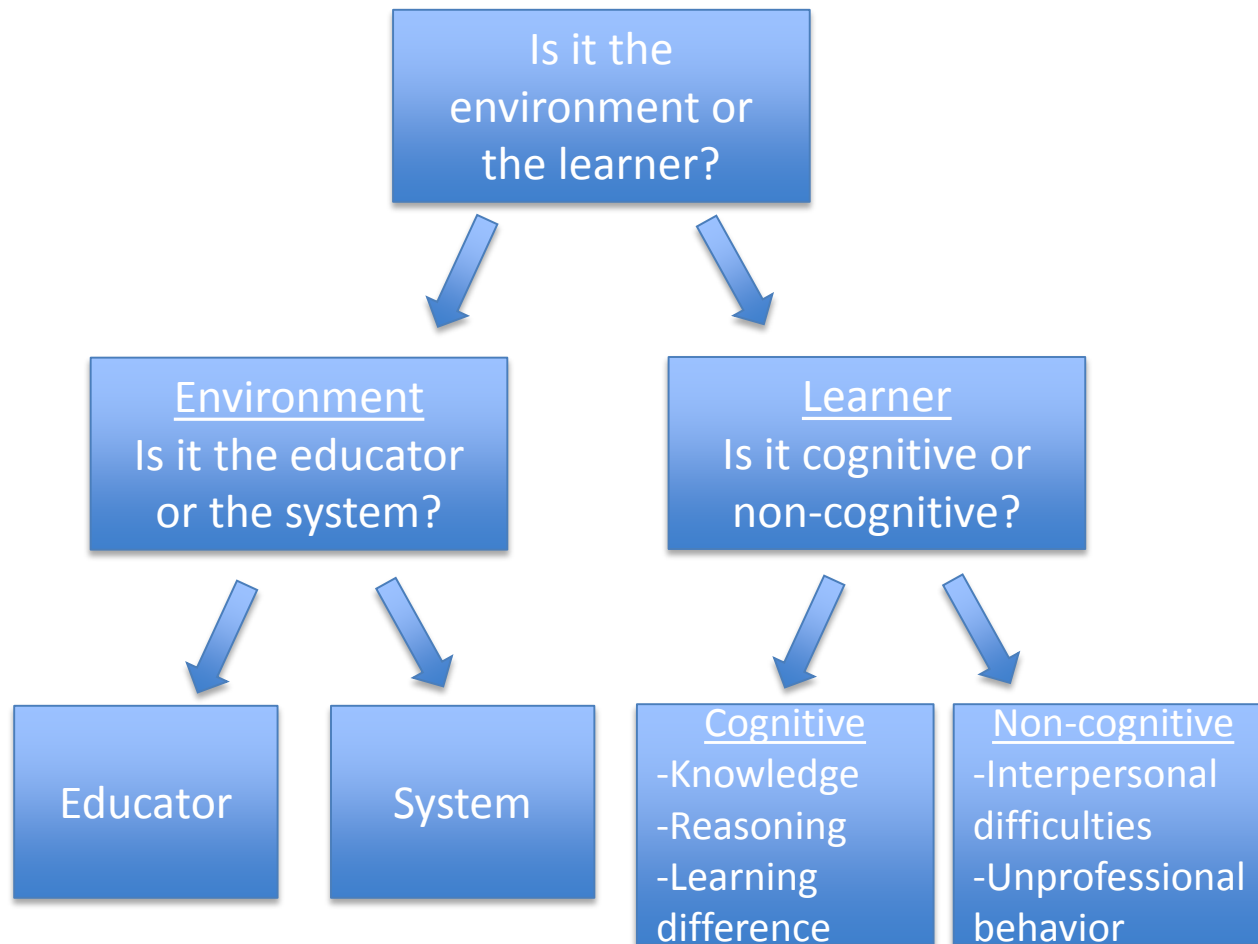 Is it the
environment or
the learner?
Environment
Is it the educator
or the system?
Learner
Is it cognitive or
non-cognitive?
Educator
System
Cognitive
-Knowledge
-Reasoning
-Learning
difference
Non-cognitive
-Interpersonal
difficulties
-Unprofessional
behavior